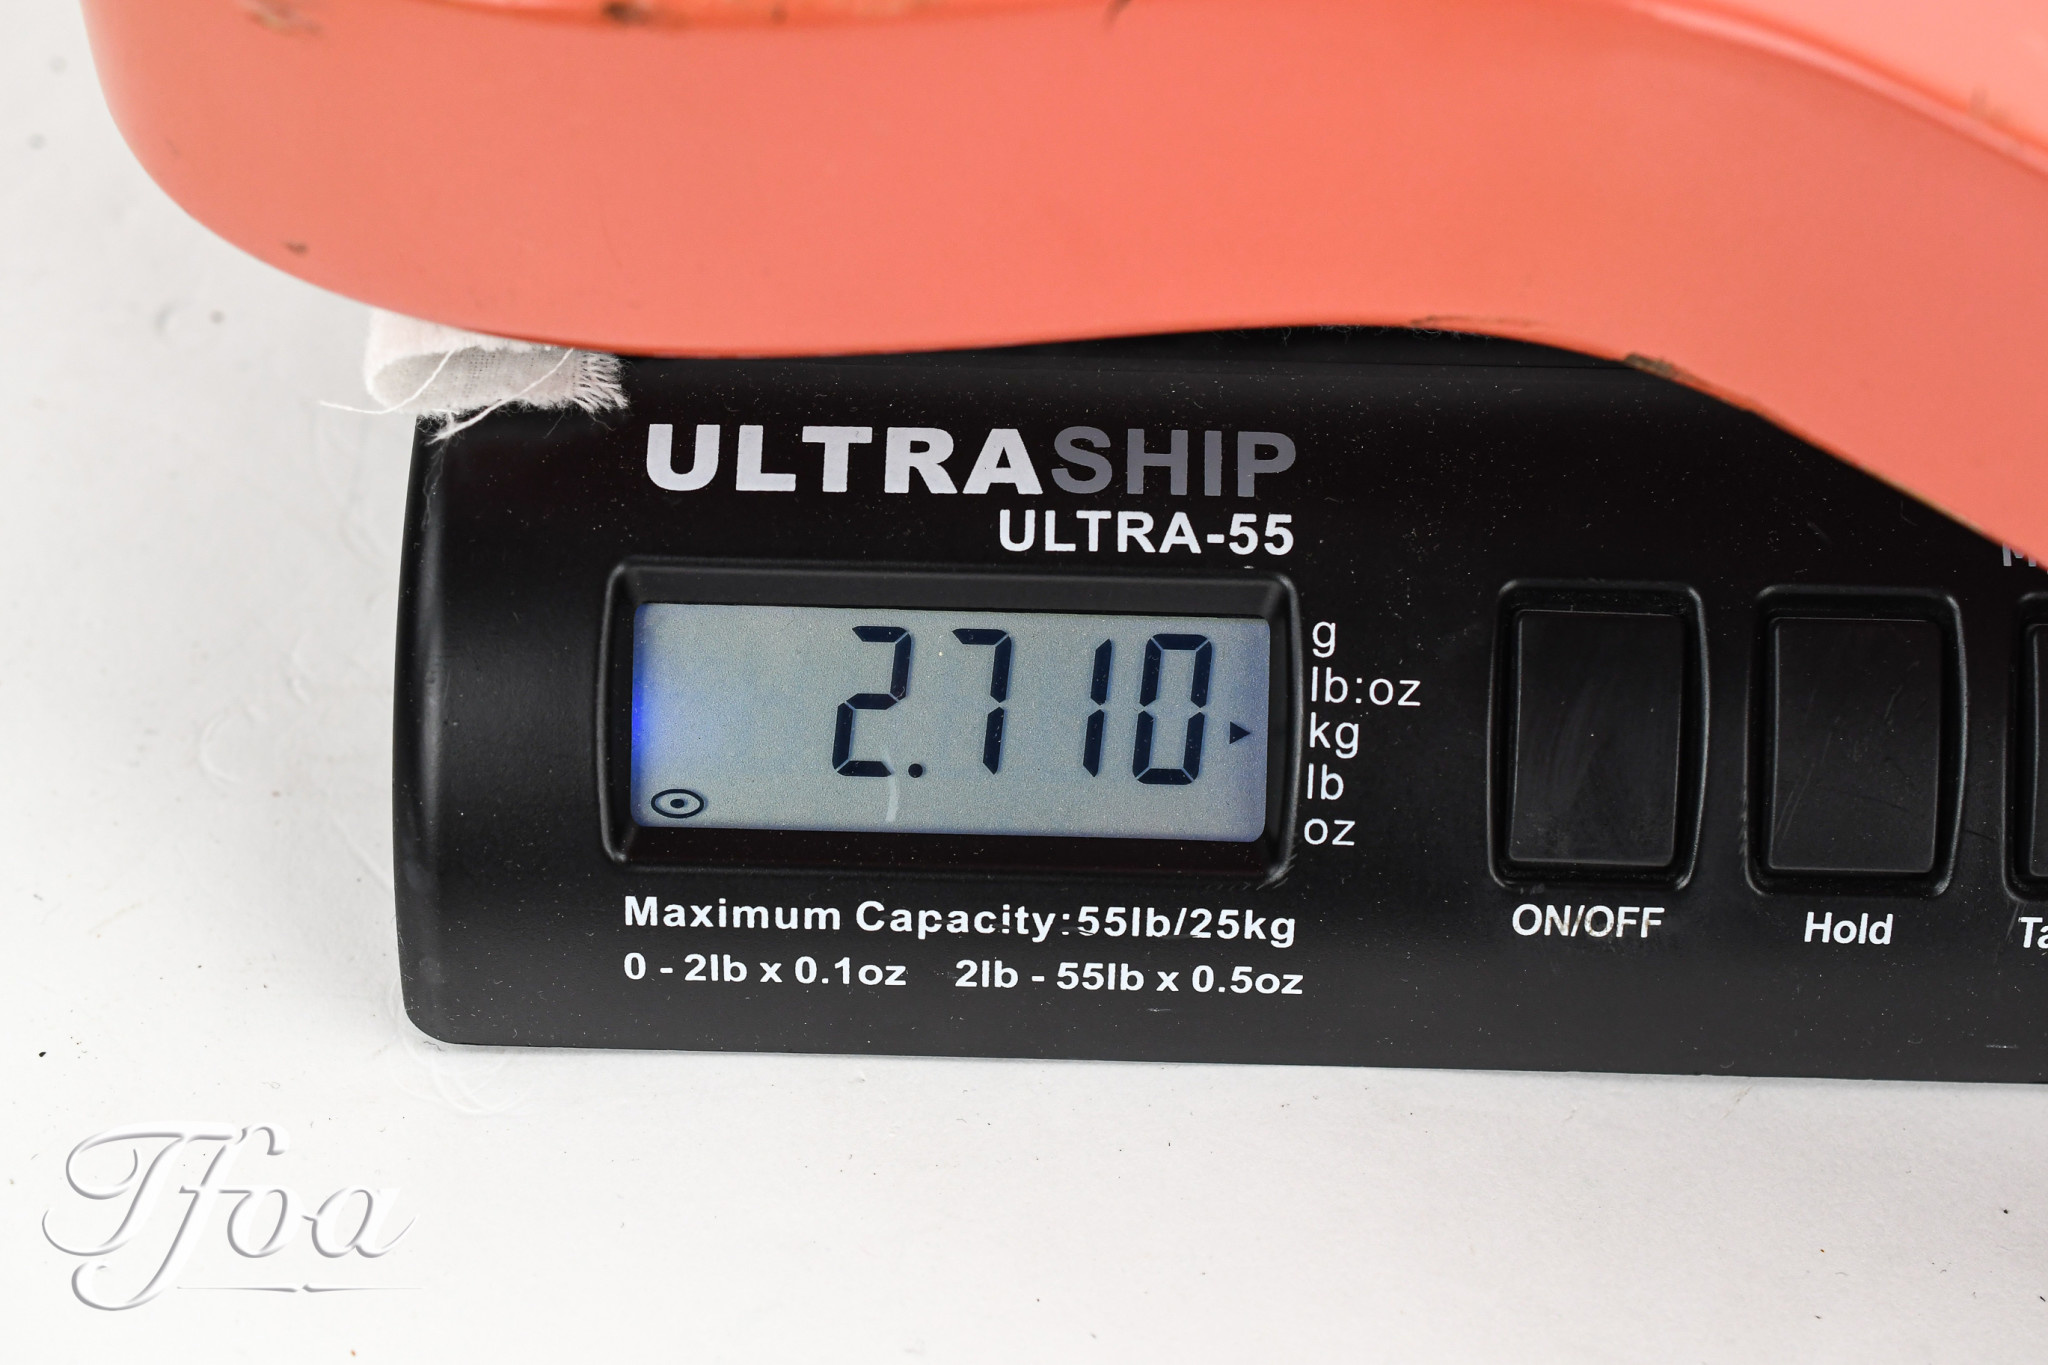 ULTRASHIP
ULTRA-55
2.710
g
lb:oz
kg
lb
oz
Maximum Capacity:55lb/25kg
0 - 2lb x 0.1oz 2lb - 55lb x 0.5oz
ON/OFF
Hold
Tfoa